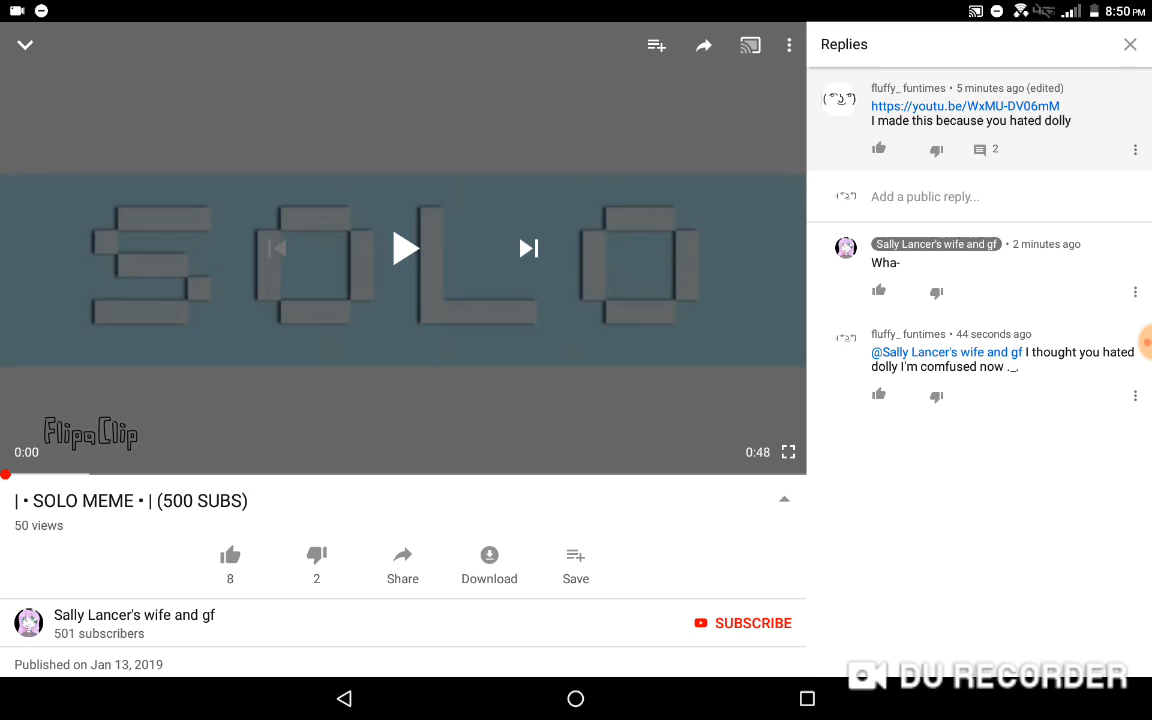 8:50 PM
Replies
fluffy_ funtimes • 5 minutes ago (edited)
https://youtu.be/WxMU-DV06mM
I made this because you hated dolly
2
Add a public reply...
Sally Lancer's wife and gf • 2 minutes ago
Wha-
fluffy_ funtimes • 44 seconds ago
@Sally Lancer's wife and gf I thought you hated
dolly I'm comfused now ._.
SOLO
FlipaClip
0:00
0:48
| • SOLO MEME • | (500 SUBS)
50 views
8
2
Share
Download
Save
Sally Lancer's wife and gf
501 subscribers
SUBSCRIBE
Published on Jan 13, 2019
DU RECORDER